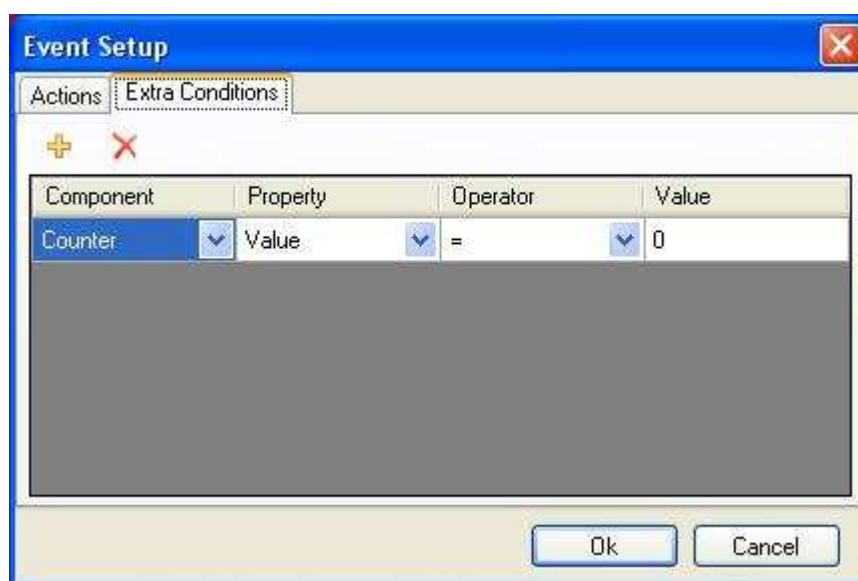 Event Setup
Actions Extra Conditions
Component Property Operator Value
Counter Value = 0
Ok Cancel